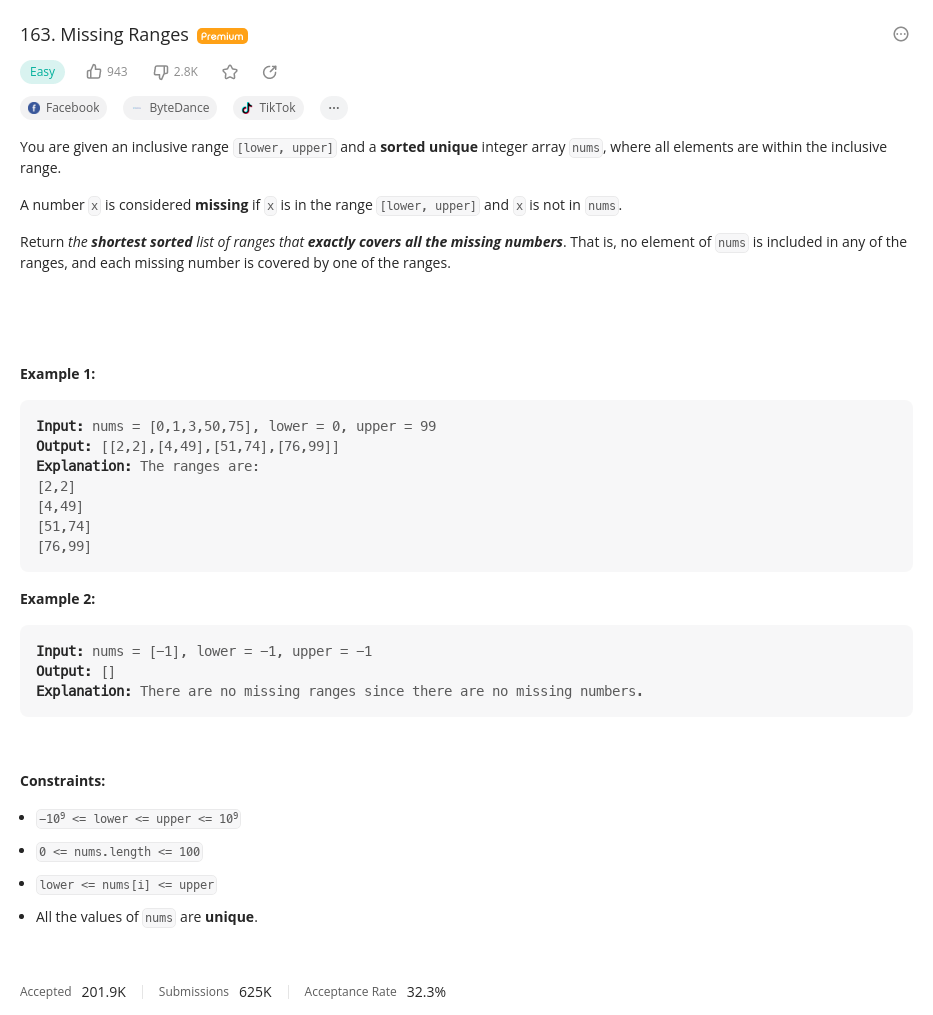 163. Missing Ranges Premium
Easy 943 2.8K
Facebook ByteDance TikTok ...
You are given an inclusive range [lower, upper] and a sorted unique integer array nums, where all elements are within the inclusive
range.
A number x is considered missing if x is in the range [lower, upper] and x is not in nums.
Return the shortest sorted list of ranges that exactly covers all the missing numbers. That is, no element of nums is included in any of the
ranges, and each missing number is covered by one of the ranges.
Example 1:
Input: nums = [0,1,3,50,75], lower = 0, upper = 99
Output: [[2,2],[4,49],[51,74],[76,99]]
Explanation: The ranges are:
[2,2]
[4,49]
[51,74]
[76,99]
Example 2:
Input: nums = [-1], lower = -1, upper = -1
Output: []
Explanation: There are no missing ranges since there are no missing numbers.
Constraints:
• -10⁹ <= lower <= upper <= 10⁹
• 0 <= nums.length <= 100
• lower <= nums[i] <= upper
• All the values of nums are unique.
Accepted 201.9K Submissions 625K Acceptance Rate 32.3%